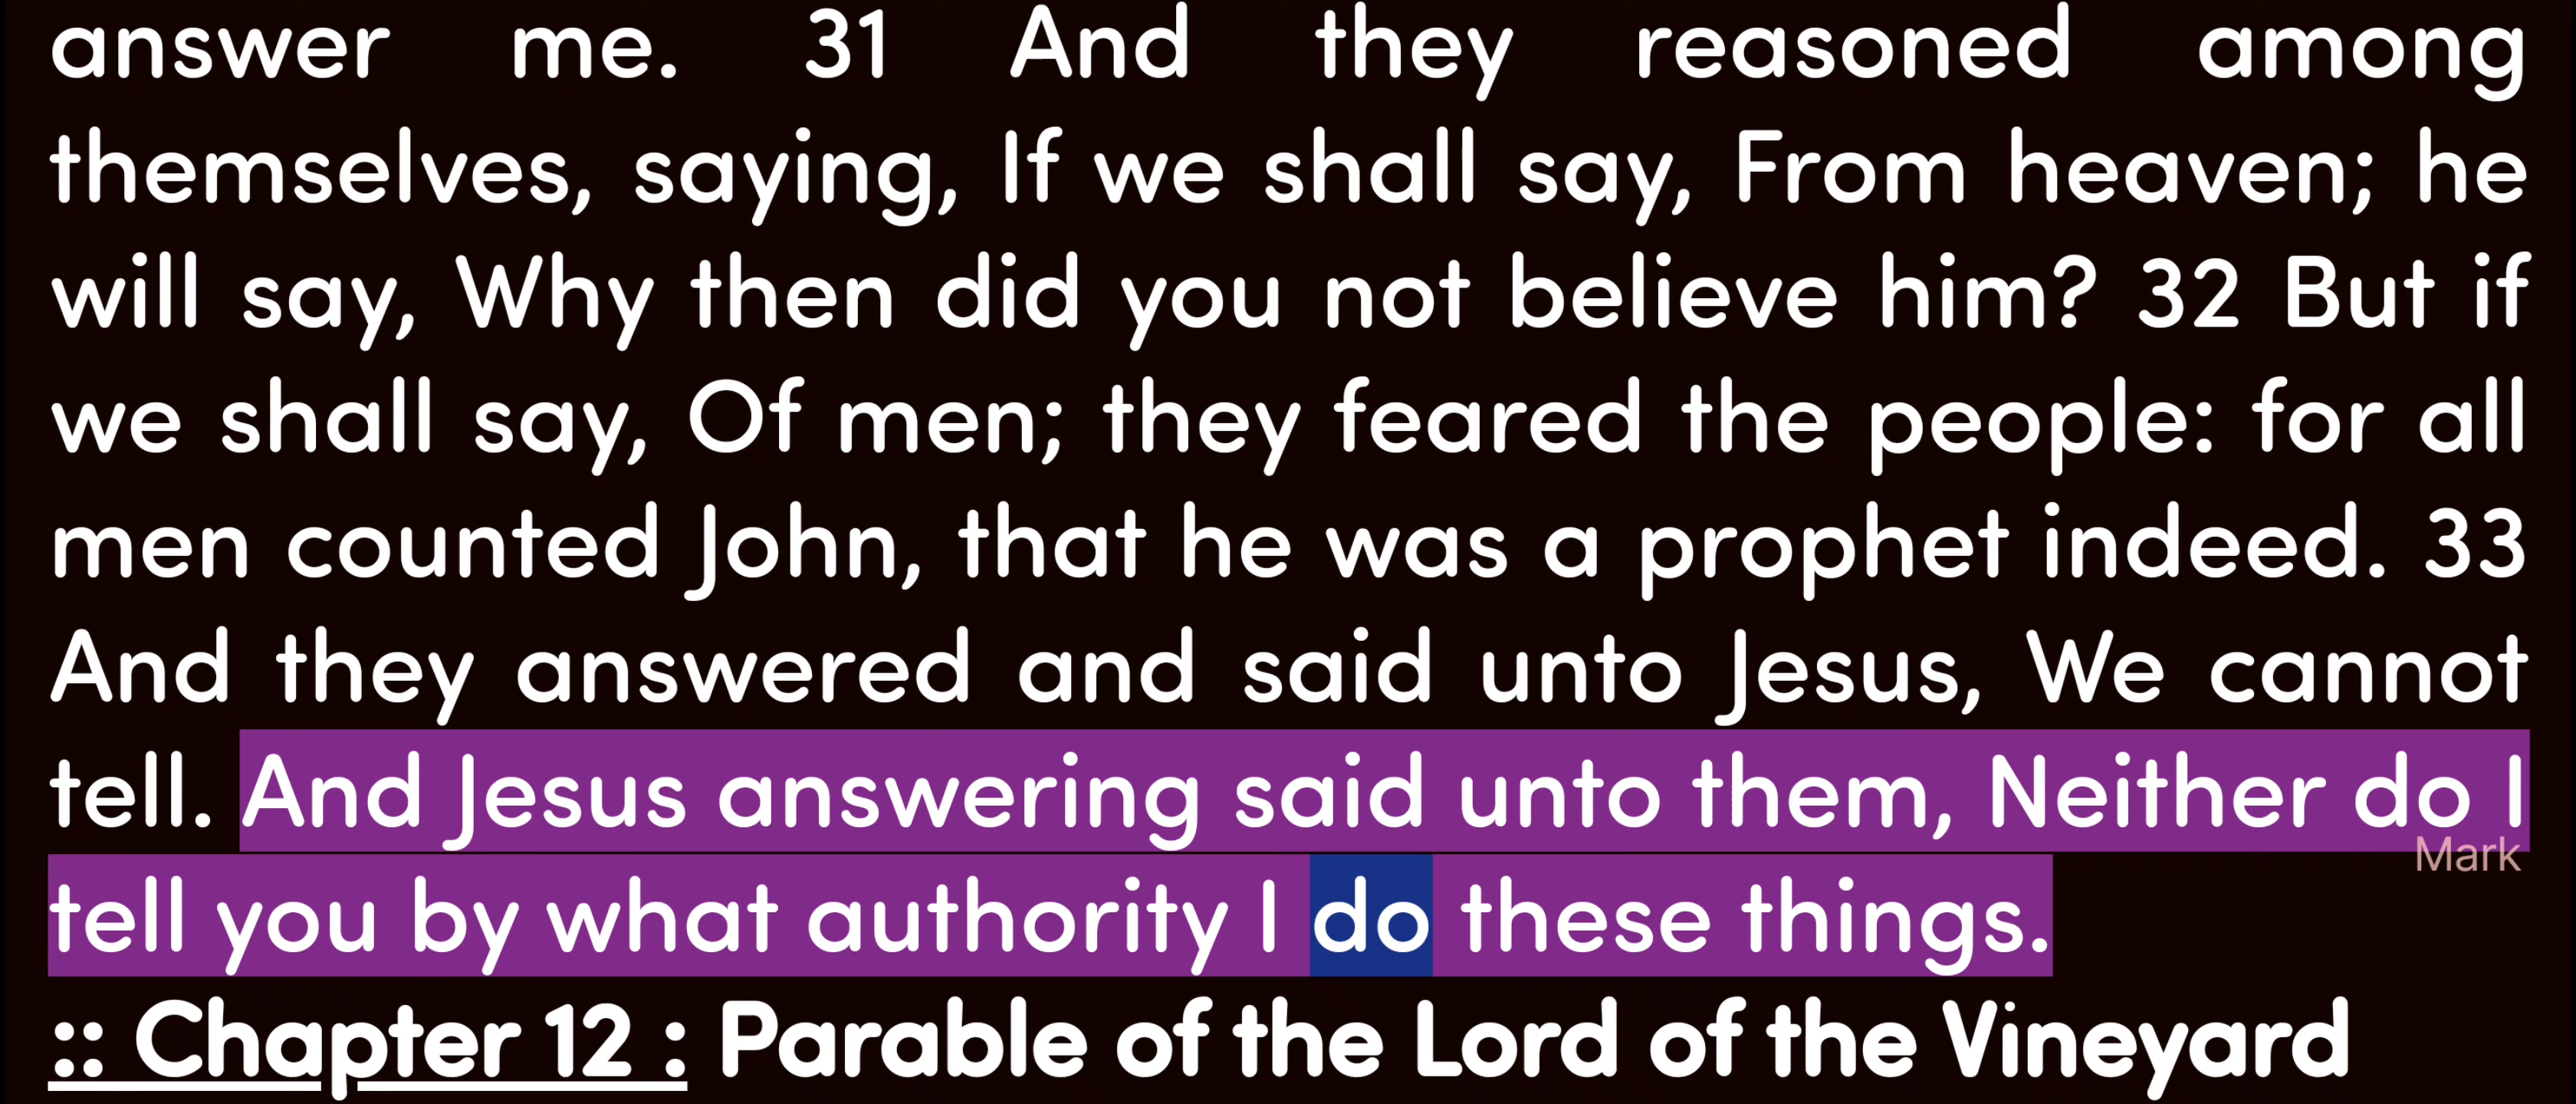 answer me. 31 And they reasoned among
themselves, saying, If we shall say, From heaven; he
will say, Why then did you not believe him? 32 But if
we shall say, Of men; they feared the people: for all
men counted John, that he was a prophet indeed. 33
And they answered and said unto Jesus, We cannot
tell. And Jesus answering said unto them, Neither do I
Mark
tell you by what authority I do these things.
:: Chapter 12 : Parable of the Lord of the Vineyard